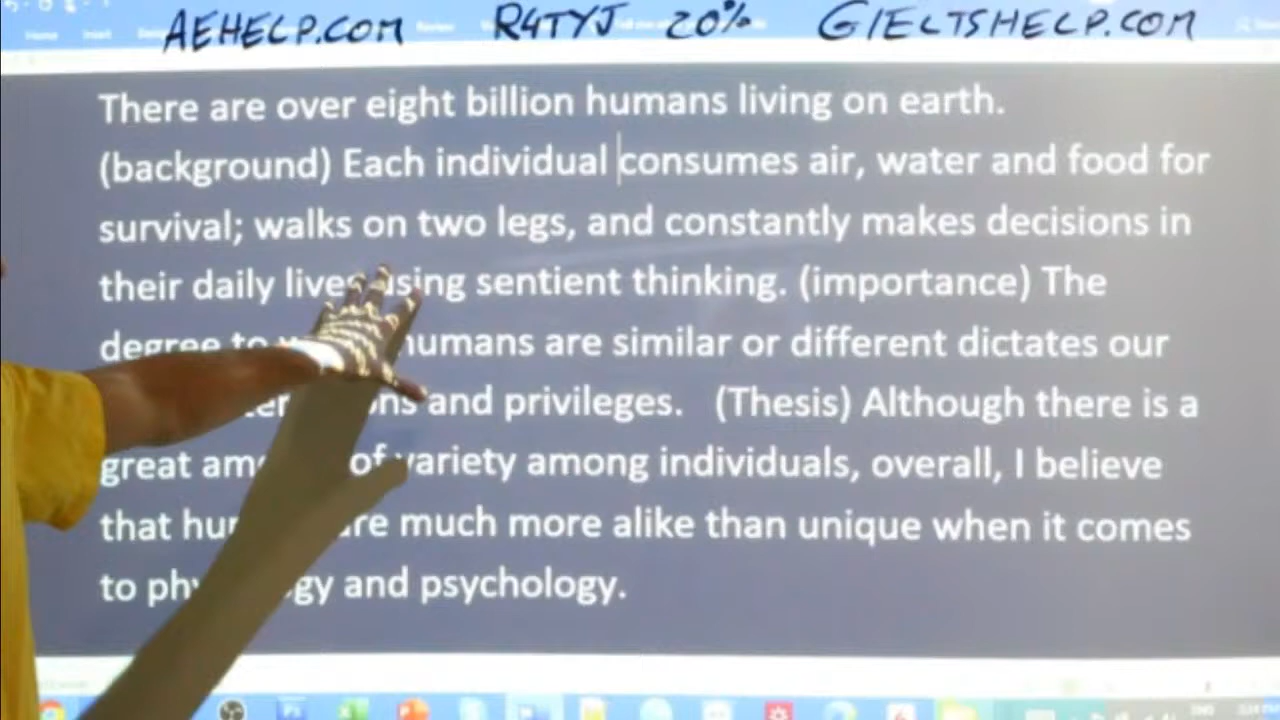 AEHELP.COM R4TYJ 20% GIELTSHELP.COM
Home Insert Review
There are over eight billion humans living on earth.
(background) Each individual consumes air, water and food for
survival; walks on two legs, and constantly makes decisions in
their daily lives using sentient thinking. (importance) The
degree to humans are similar or different dictates our
and privileges. (Thesis) Although there is a
great of variety among individuals, overall, I believe
that are much more alike than unique when it comes
to and psychology.